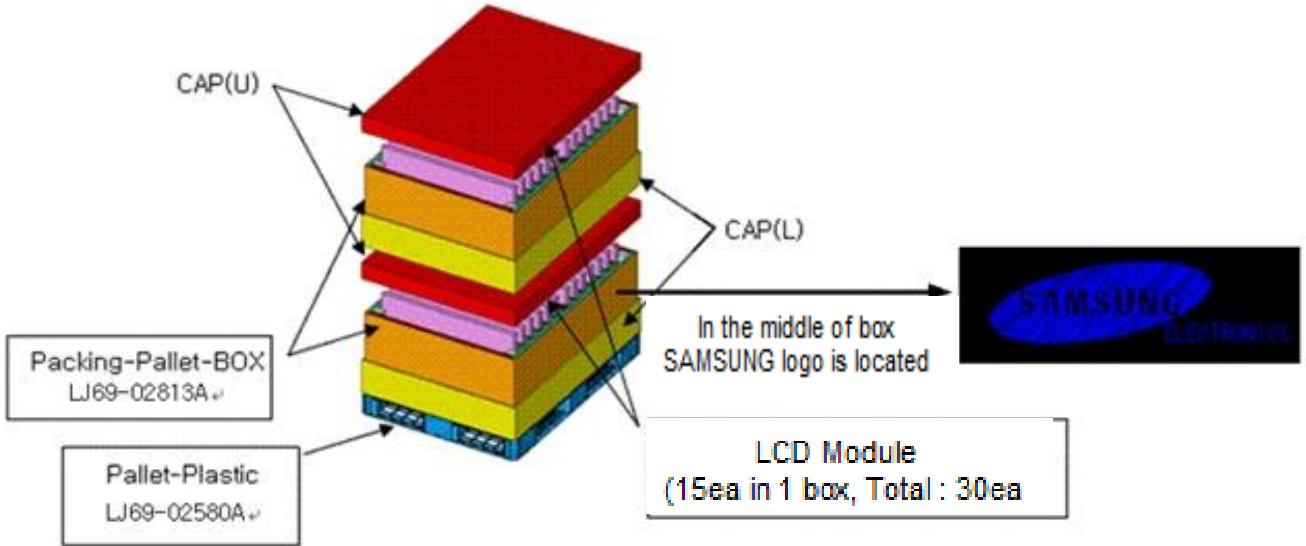 CAP(U)
CAP(L)
SAMSUNG
ELECTRONICS
In the middle of box
SAMSUNG logo is located
Packing-Pallet-BOX
LJ69-02813A↵
LCD Module
(15ea in 1 box, Total : 30ea
Pallet-Plastic
LJ69-02580A↵